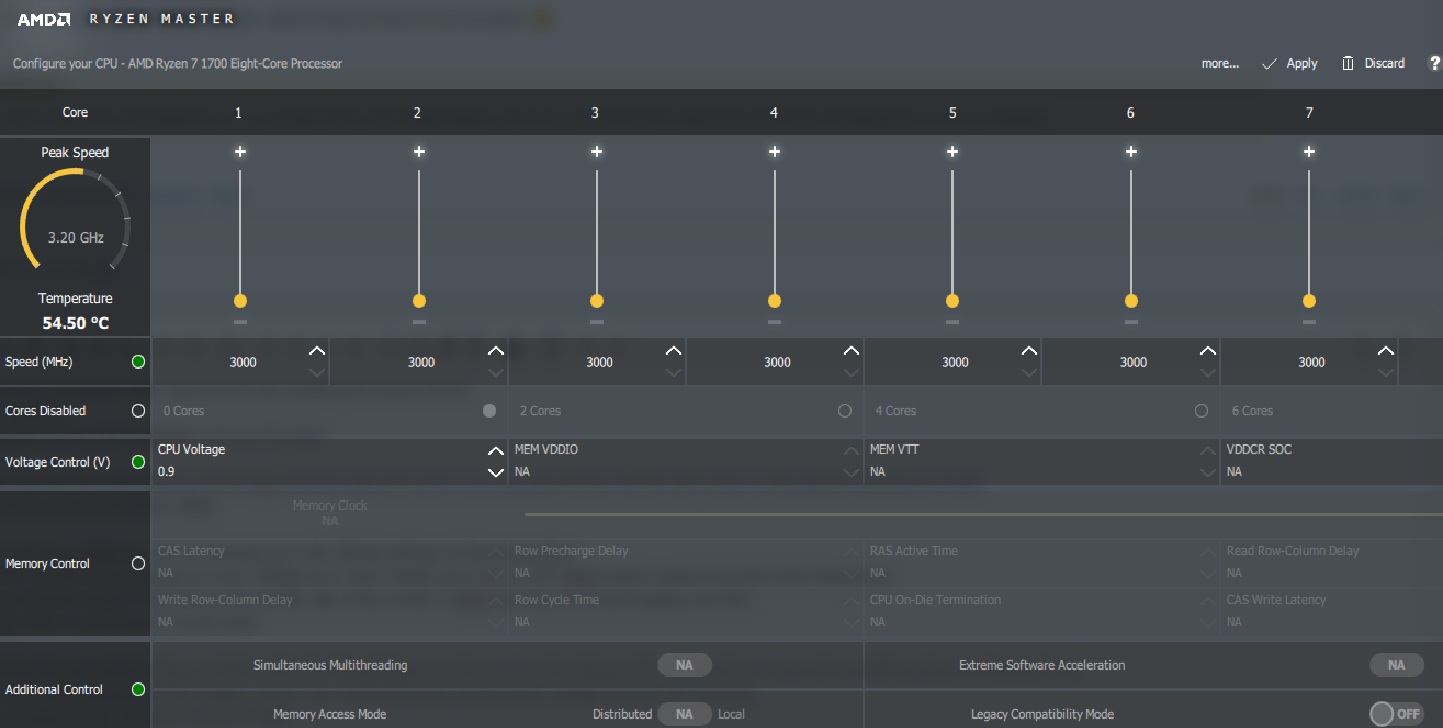 AMD RYZEN MASTER
Configure your CPU - AMD Ryzen 7 1700 Eight-Core Processor more... Apply Discard ?
Core 1 2 3 4 5 6 7
Peak Speed
3.20 GHz
Temperature
54.50 °C
Speed (MHz) 3000 3000 3000 3000 3000 3000 3000
Cores Disabled 0 Cores 2 Cores 4 Cores 6 Cores
Voltage Control (V)
CPU Voltage MEM VDDIO MEM VTT VDDCR SOC
0.9 NA NA NA
Memory Control
Memory Clock
NA
CAS Latency Row Precharge Delay RAS Active Time Read Row-Column Delay
NA NA NA NA
Write Row-Column Delay Row Cycle Time CPU On-Die Termination CAS Write Latency
NA NA NA NA
Additional Control
Simultaneous Multithreading NA Extreme Software Acceleration NA
Memory Access Mode Distributed NA Local Legacy Compatibility Mode OFF